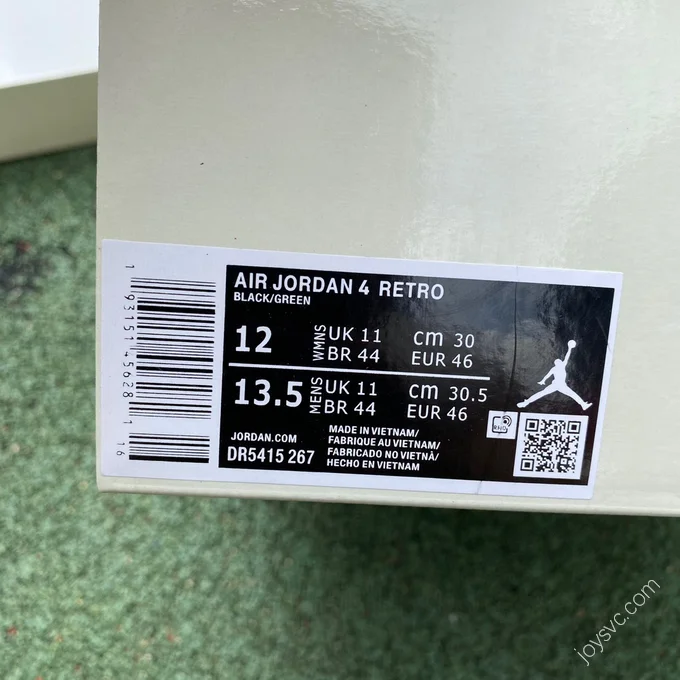 AIR JORDAN 4 RETRO
BLACK/GREEN
12 WMNS UK 11 cm 30
BR 44 EUR 46
13.5 MENS UK 11 cm 30.5
BR 44 EUR 46
JORDAN.COM
DR5415 267
MADE IN VIETNAM/
FABRIQUE AU VIETNAM/
FABRICADO NO VIETNÀ/
HECHO EN VIETNAM
1 93151 45628 1 16
joysvc.com